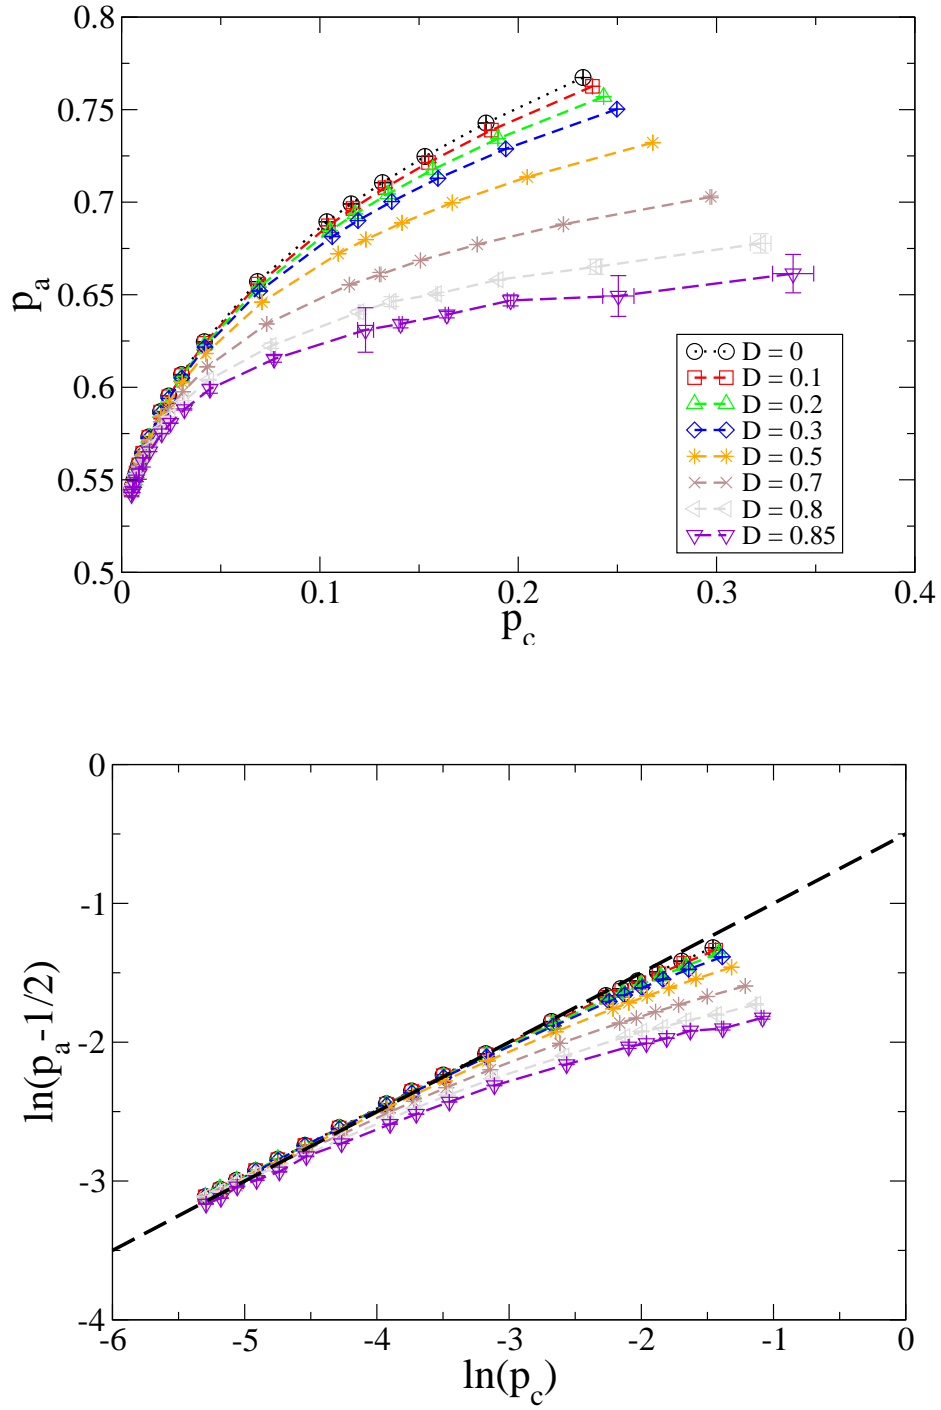 0.8
0.75
0.7
0.65
0.6
0.55
0.5
p_a
0 0.1 0.2 0.3 0.4
p_c
D = 0
D = 0.1
D = 0.2
D = 0.3
D = 0.5
D = 0.7
D = 0.8
D = 0.85
0
-1
-2
-3
-4
ln(p_a-1/2)
-6 -5 -4 -3 -2 -1 0
ln(p_c)